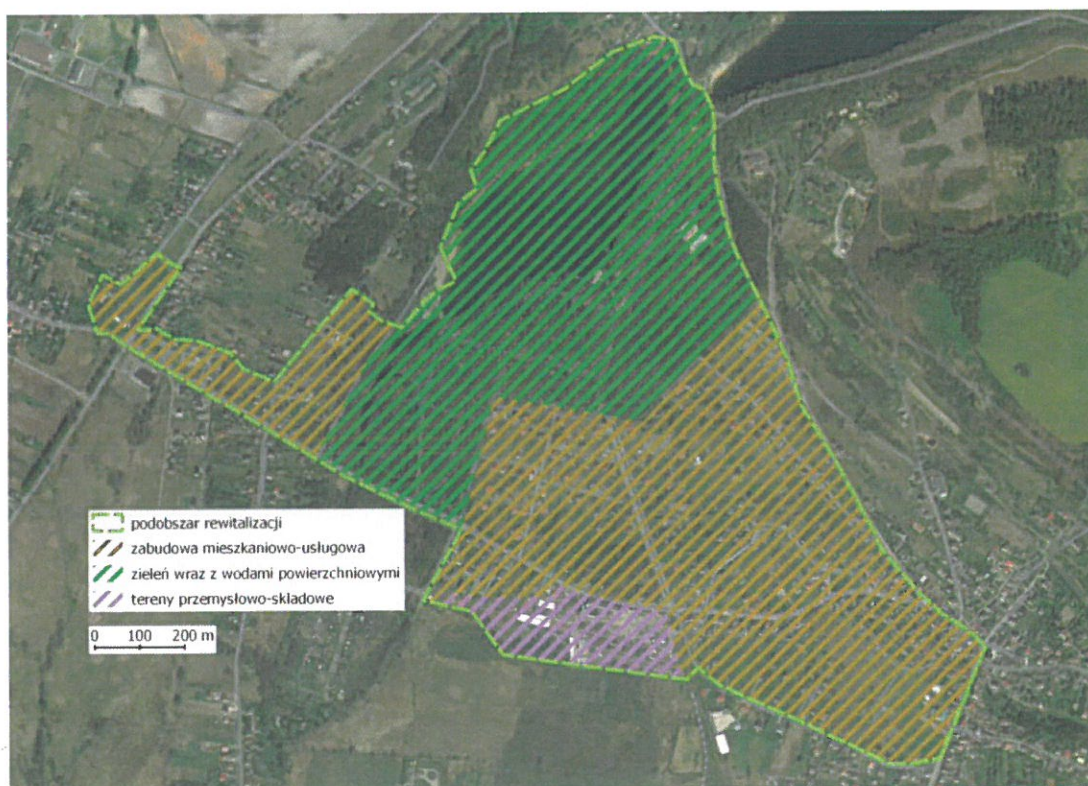 podobszar rewitalizacji
zabudowa mieszkaniowo-usługowa
zieleń wraz z wodami powierzchniowymi
tereny przemysłowo-składowe
0 100 200 m